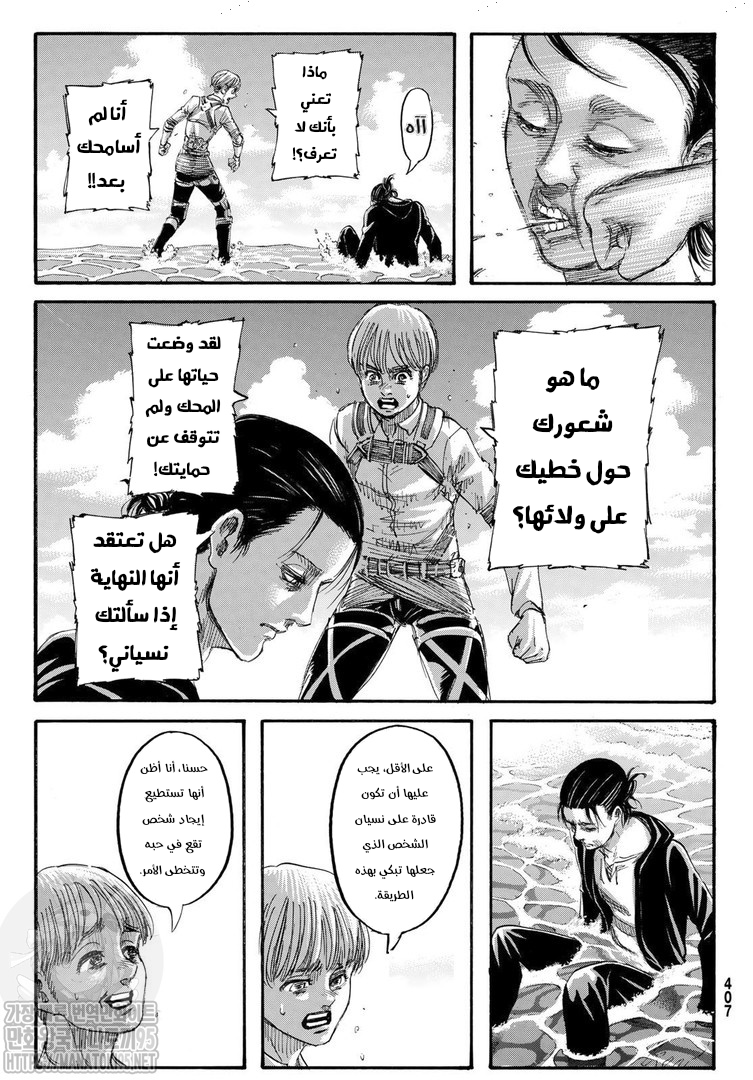 آآه
ماذا
تعني
بأنك لا
تعرف؟!
أنا لم
أسامحك
بعد!!
ما هو
شعورك
حول خطيك
على ولائها؟
لقد وضعت
حياتها على
المحك ولم
تتوقف عن
حمايتك!
هل تعتقد
أنها النهاية
إذا سألتك
نسياني؟
على الأقل، يجب
عليها أن تكون
قادرة على نسيان
الشخص الذي
جعلها تبكي بهذه
الطريقة.
حسنا، أنا أظن
أنها تستطيع
إيجاد شخص
تقع في حبه
وتتخطى الأمر.
407